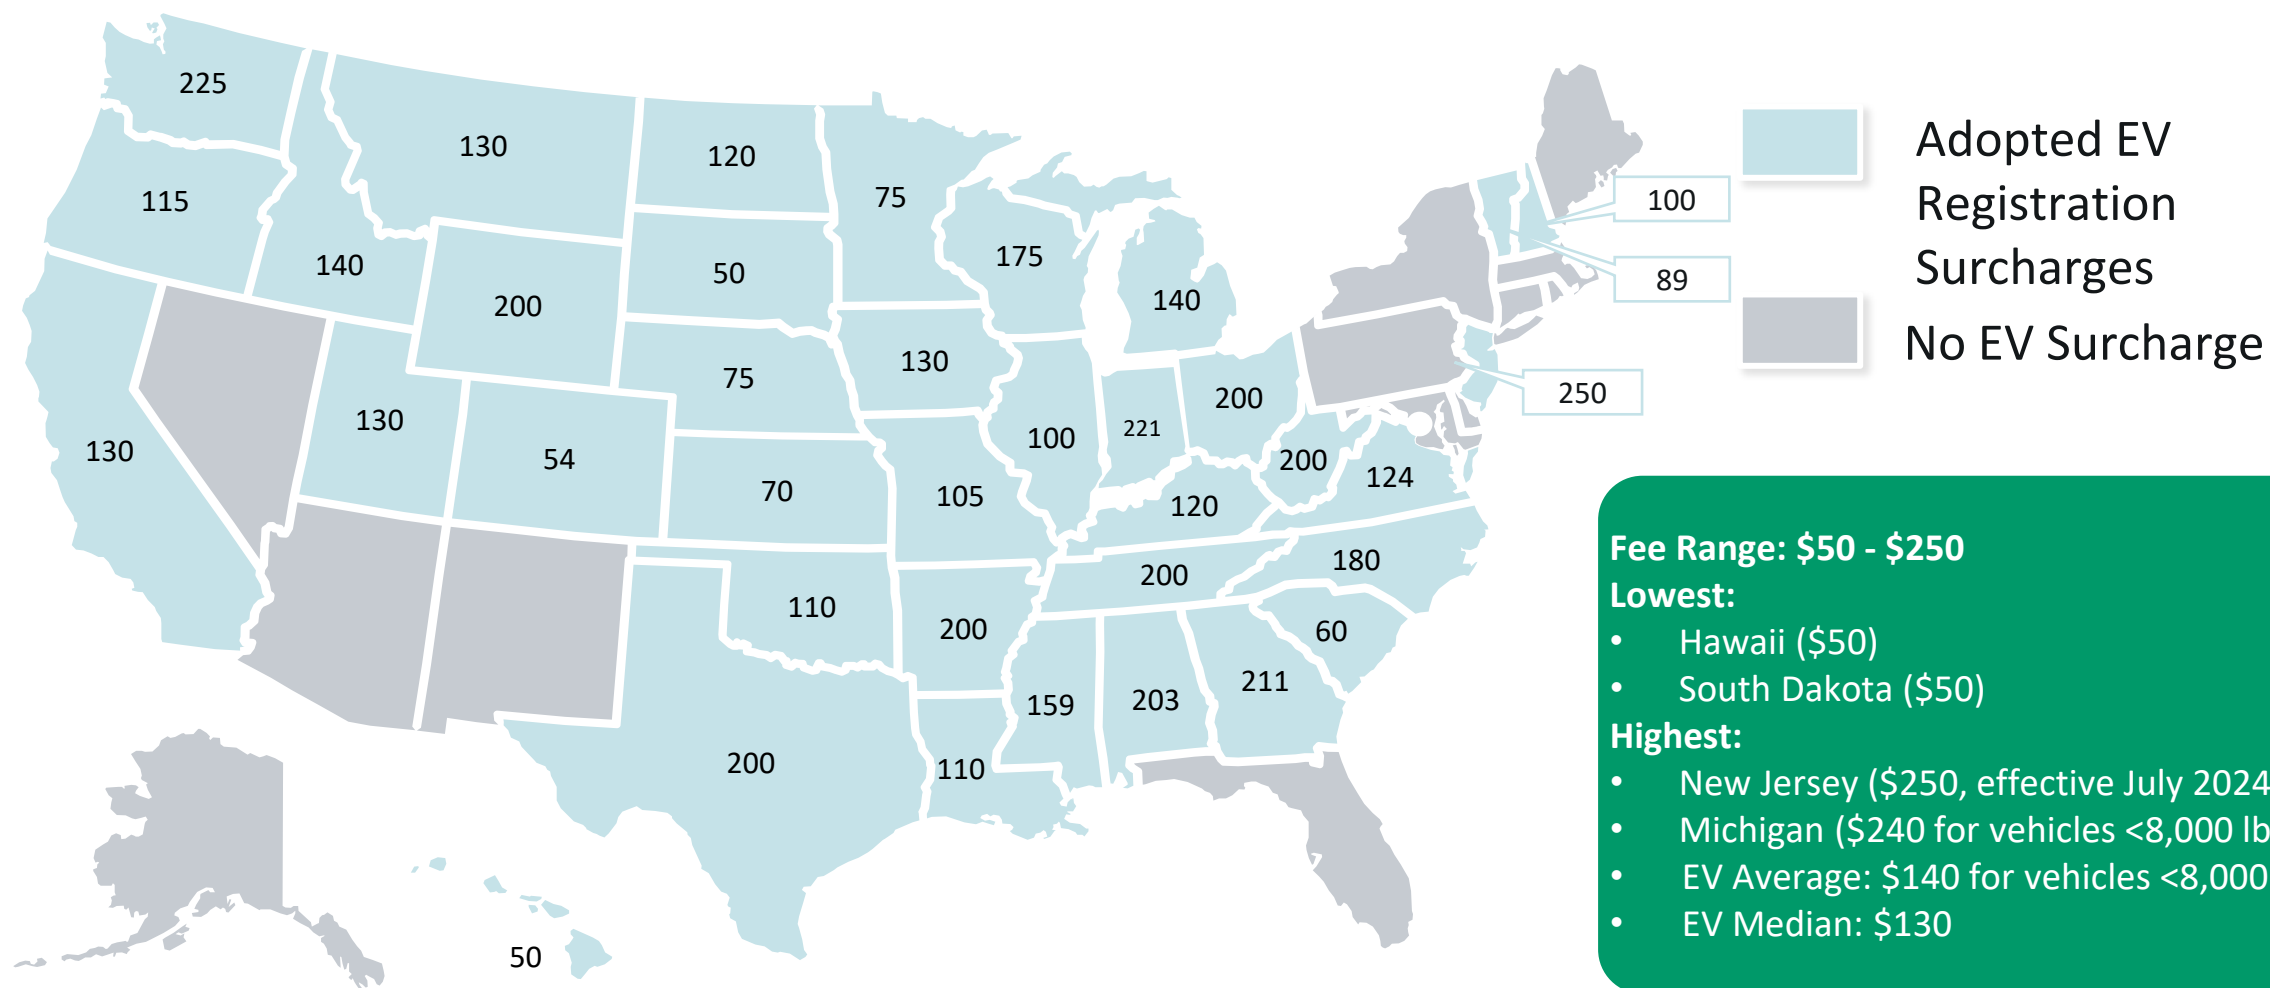 225
130
120
75
115
100
Adopted EV
Registration
Surcharges
140
200
50
175
140
89
No EV Surcharge
130
75
200
250
130
130
54
70
105
100
221
200
124
120
110
200
200
180
60
159
203
211
200
110
50
Fee Range: $50 - $250
Lowest:
• Hawaii ($50)
• South Dakota ($50)
Highest:
• New Jersey ($250, effective July 2024
• Michigan ($240 for vehicles <8,000 lb
• EV Average: $140 for vehicles <8,000
• EV Median: $130